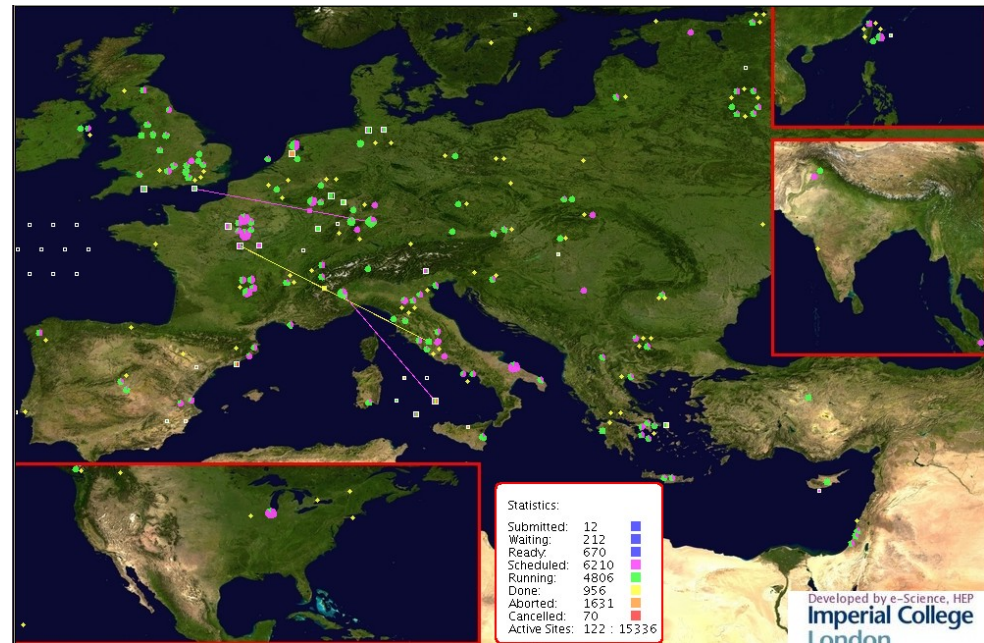 Statistics:
Submitted: 12
Waiting: 212
Ready: 670
Scheduled: 6210
Running: 4806
Done: 956
Aborted: 1631
Cancelled: 70
Active Sites: 122 : 15336
Developed by e-Science, HEP
Imperial College
London